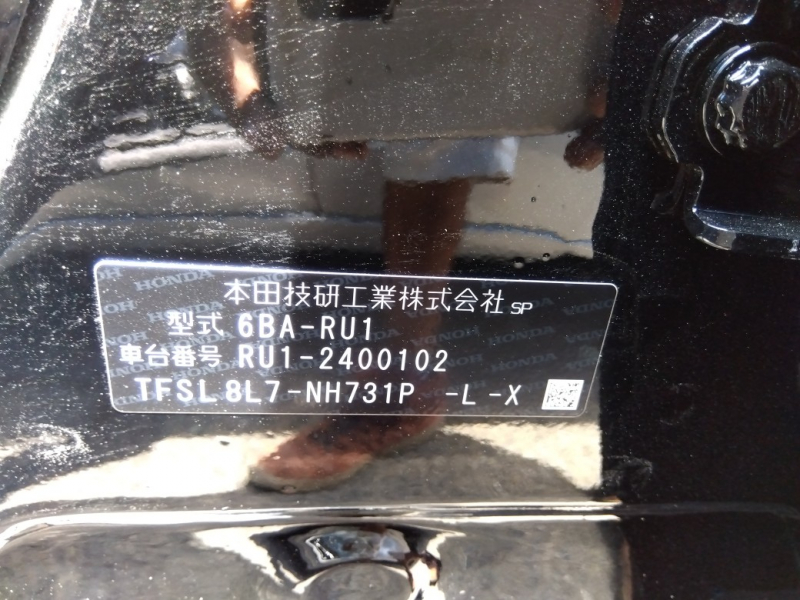 本田技研工業株式会社 SP
型式 6BA-RU1
車台番号 RU1-2400102
TFSL 8L7-NH731P -L -X